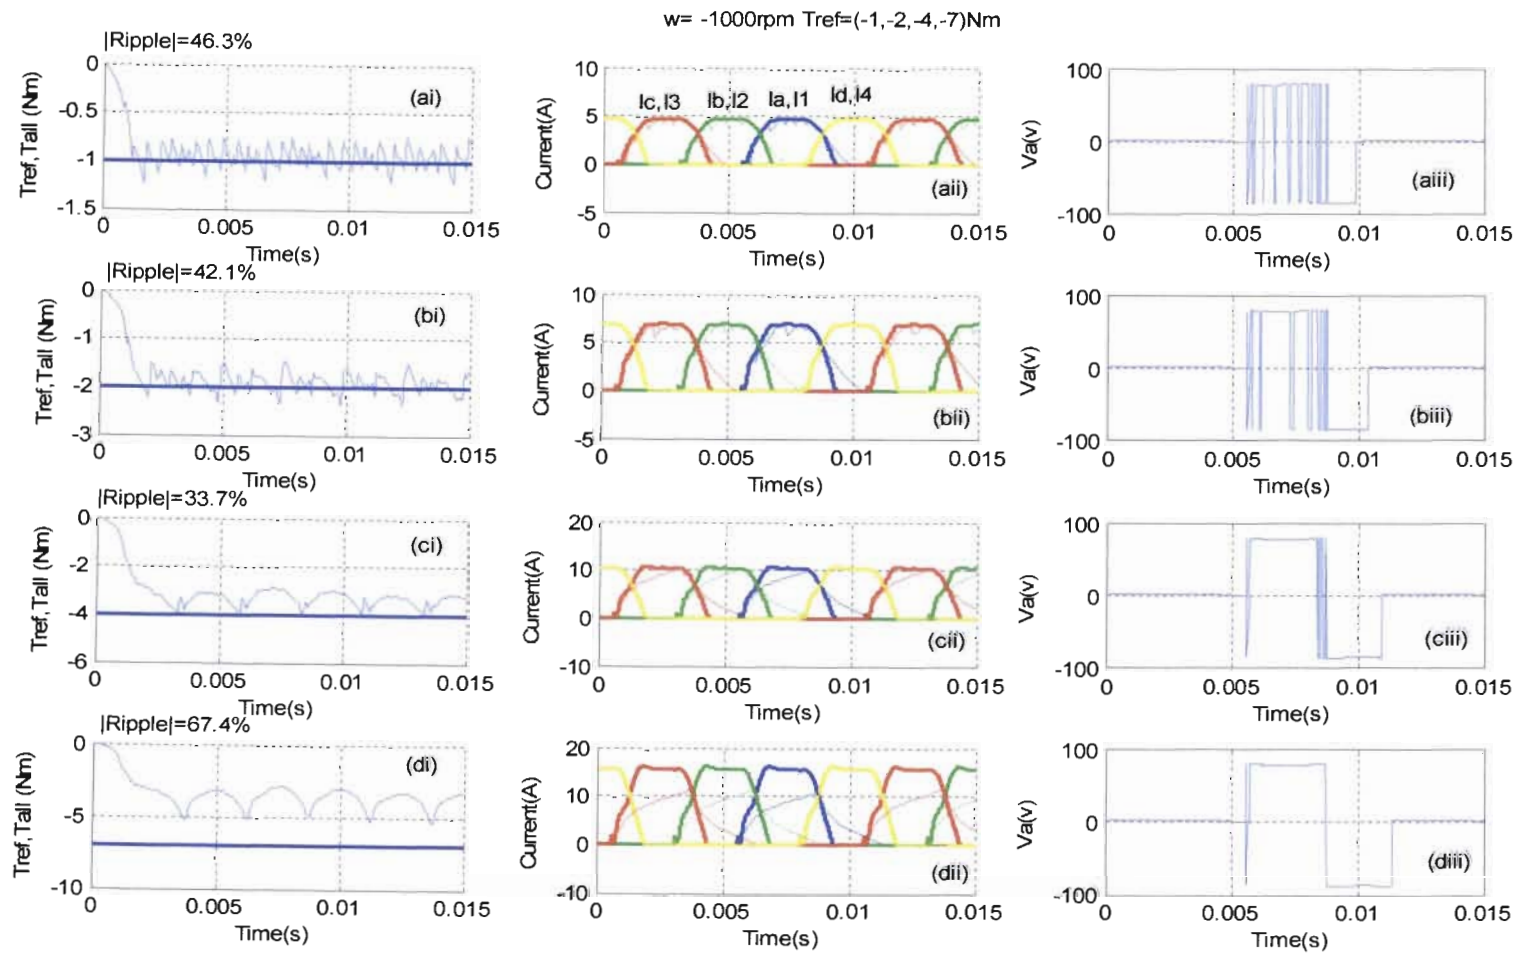 w= -1000rpm Tref=(-1,-2,-4,-7)Nm
|Ripple|=46.3%
Tref,Tall (Nm)
0
-0.5
-1
-1.5
(ai)
0 0.005 0.01 0.015
Time(s)
Current(A)
10
5
0
-5
Ic,I3 Ib,I2 Ia,I1 Id,I4
(aii)
0 0.005 0.01 0.015
Time(s)
Va(v)
100
0
-100
(aiii)
0 0.005 0.01 0.015
Time(s)
|Ripple|=42.1%
Tref,Tall (Nm)
0
-1
-2
-3
(bi)
0 0.005 0.01 0.015
Time(s)
Current(A)
10
5
0
-5
(bii)
0 0.005 0.01 0.015
Time(s)
Va(v)
100
0
-100
(biii)
0 0.005 0.01 0.015
Time(s)
|Ripple|=33.7%
Tref,Tall (Nm)
0
-2
-4
-6
(ci)
0 0.005 0.01 0.015
Time(s)
Current(A)
20
10
0
-10
(cii)
0 0.005 0.01 0.015
Time(s)
Va(v)
100
0
-100
(ciii)
0 0.005 0.01 0.015
Time(s)
|Ripple|=67.4%
Tref,Tall (Nm)
0
-5
-10
(di)
0 0.005 0.01 0.015
Time(s)
Current(A)
20
10
0
-10
(dii)
0 0.005 0.01 0.015
Time(s)
Va(v)
100
0
-100
(diii)
0 0.005 0.01 0.015
Time(s)